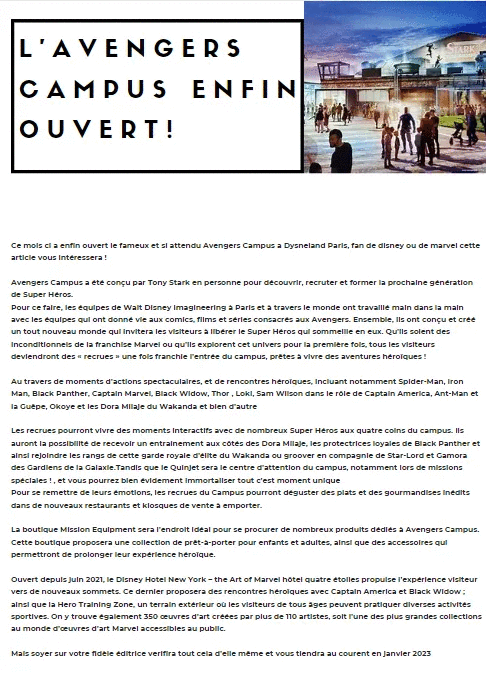 L'AVENGERS
CAMPUS ENFIN
OUVERT!
STARK
Ce mois ci a enfin ouvert le fameux et si attendu Avengers Campus a Dysneland Paris, fan de disney ou de marvel cette
article vous intéressera !
Avengers Campus a été conçu par Tony Stark en personne pour découvrir, recruter et former la prochaine génération
de Super Héros.
Pour ce faire, les équipes de Walt Disney Imagineering à Paris et à travers le monde ont travaillé main dans la main
avec les équipes qui ont donné vie aux comics, films et séries consacrés aux Avengers. Ensemble, ils ont conçu et créé
un tout nouveau monde qui invitera les visiteurs à libérer le Super Héros qui sommeille en eux. Qu'ils soient des
inconditionnels de la franchise Marvel ou qu'ils explorent cet univers pour la première fois, tous les visiteurs
deviendront des « recrues » une fois franchie l'entrée du campus, prêtes à vivre des aventures héroïques !
Au travers de moments d'actions spectaculaires, et de rencontres héroïques, incluant notamment Spider-Man, Iron
Man, Black Panther, Captain Marvel, Black Widow, Thor , Loki, Sam Wilson dans le rôle de Captain America, Ant-Man et
la Guêpe, Okoye et les Dora Milaje du Wakanda et bien d'autre
Les recrues pourront vivre des moments interactifs avec de nombreux Super Héros aux quatre coins du campus. Ils
auront la possibilité de recevoir un entrainement aux côtés des Dora Milaje, les protectrices loyales de Black Panther et
ainsi rejoindre les rangs de cette garde royale d'élite du Wakanda ou groover en compagnie de Star-Lord et Gamora
des Gardiens de la Galaxie.Tandis que le Quinjet sera le centre d'attention du campus, notamment lors de missions
spéciales ! , et vous pourrez bien évidement immortaliser tout c'est moment unique
Pour se remettre de leurs émotions, les recrues du Campus pourront déguster des plats et des gourmandises inédits
dans de nouveaux restaurants et kiosques de vente à emporter.
La boutique Mission Equipment sera l'endroit idéal pour se procurer de nombreux produits dédiés à Avengers Campus.
Cette boutique proposera une collection de prêt-à-porter pour enfants et adultes, ainsi que des accessoires qui
permettront de prolonger leur expérience héroïque.
Ouvert depuis juin 2021, le Disney Hotel New York – the Art of Marvel hôtel quatre étoiles propulse l'expérience visiteur
vers de nouveaux sommets. Ce dernier proposera des rencontres héroïques avec Captain America et Black Widow ;
ainsi que la Hero Training Zone, un terrain extérieur où les visiteurs de tous âges peuvent pratiquer diverses activités
sportives. On y trouve également 350 œuvres d'art créées par plus de 110 artistes, soit l'une des plus grandes collections
au monde d'œuvres d'art Marvel accessibles au public.
Mais soyer sur votre fidèle éditrice verifira tout cela d'elle même et vous tiendra au courent en janvier 2023